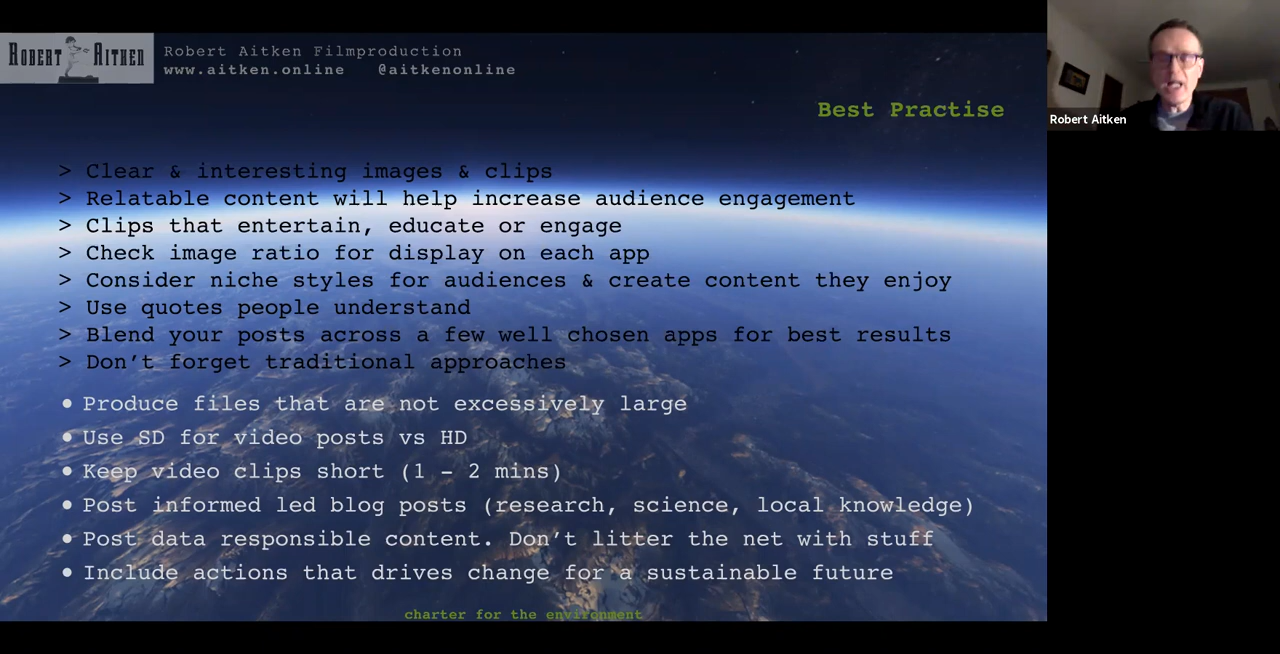 ROBERT AITKEN
Robert Aitken Filmproduction
www.aitken.online @aitkenonline
Best Practise
> Clear & interesting images & clips
> Relatable content will help increase audience engagement
> Clips that entertain, educate or engage
> Check image ratio for display on each app
> Consider niche styles for audiences & create content they enjoy
> Use quotes people understand
> Blend your posts across a few well chosen apps for best results
> Don’t forget traditional approaches
• Produce files that are not excessively large
• Use SD for video posts vs HD
• Keep video clips short (1 – 2 mins)
• Post informed led blog posts (research, science, local knowledge)
• Post data responsible content. Don’t litter the net with stuff
• Include actions that drives change for a sustainable future
charter for the environment
Robert Aitken